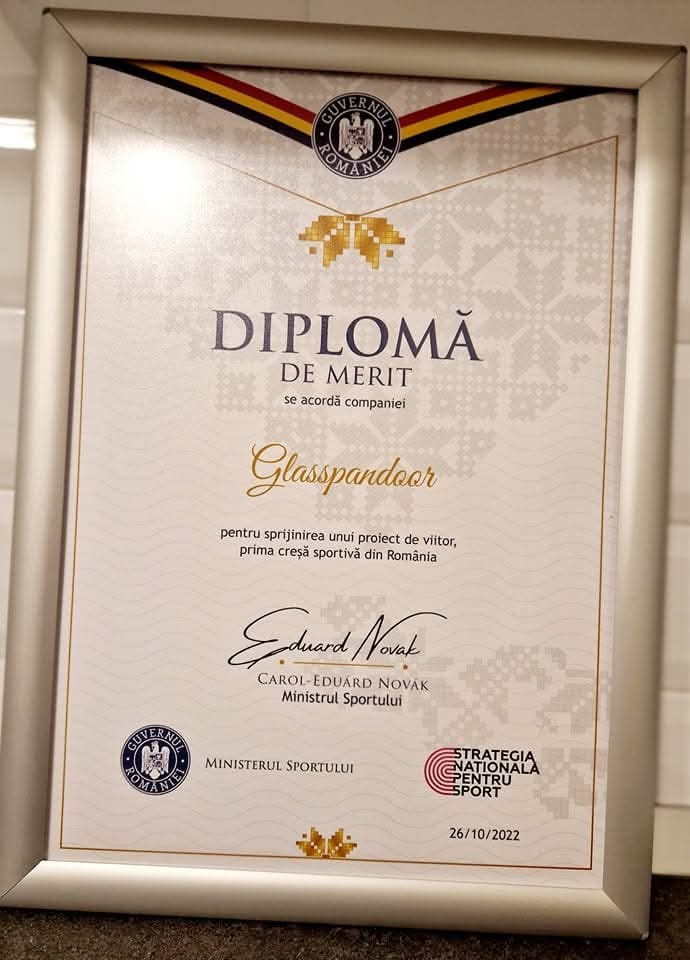 GUVERNUL ROMÂNIEI
DIPLOMĂ
DE MERIT
se acordă companiei
Glasspandoor
pentru sprijinirea unui proiect de viitor,
prima creșă sportivă din România
Eduard Novak
CAROL-EDUARD NOVÁK
Ministrul Sportului
GUVERNUL ROMÂNIEI
MINISTERUL SPORTULUI
STRATEGIA
NAȚIONALĂ
PENTRU
SPORT
26/10/2022